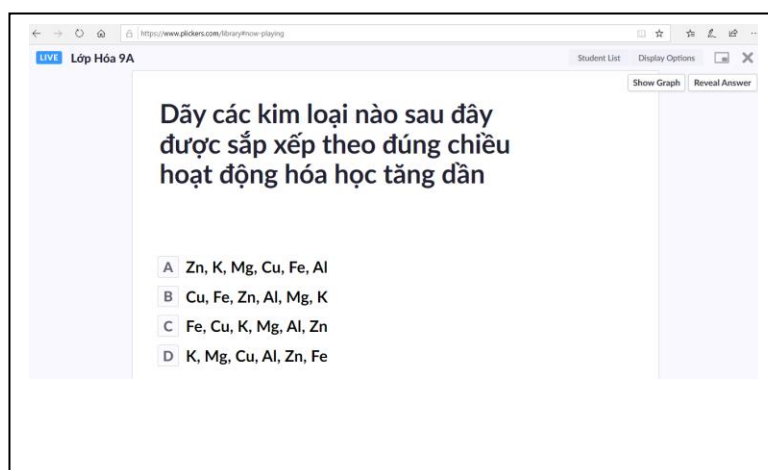 https://www.plickers.com/library#now-playing
LIVE Lớp Hóa 9A Student List Display Options
Show Graph Reveal Answer
Dãy các kim loại nào sau đây
được sắp xếp theo đúng chiều
hoạt động hóa học tăng dần
A Zn, K, Mg, Cu, Fe, Al
B Cu, Fe, Zn, Al, Mg, K
C Fe, Cu, K, Mg, Al, Zn
D K, Mg, Cu, Al, Zn, Fe